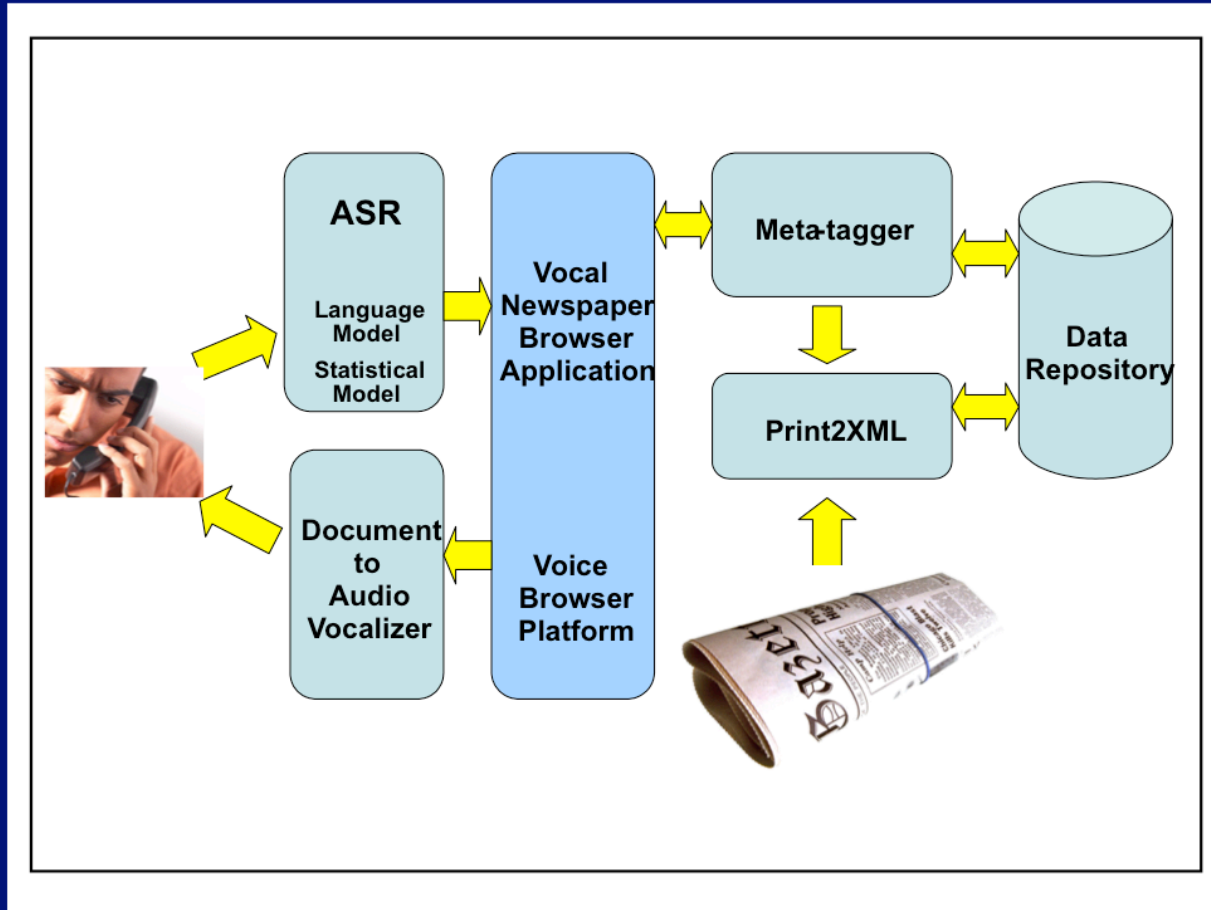 ASR
Language
Model
Statistical
Model
Document
to
Audio
Vocalizer
Vocal
Newspaper
Browser
Application
Voice
Browser
Platform
Meta-tagger
Print2XML
Data
Repository